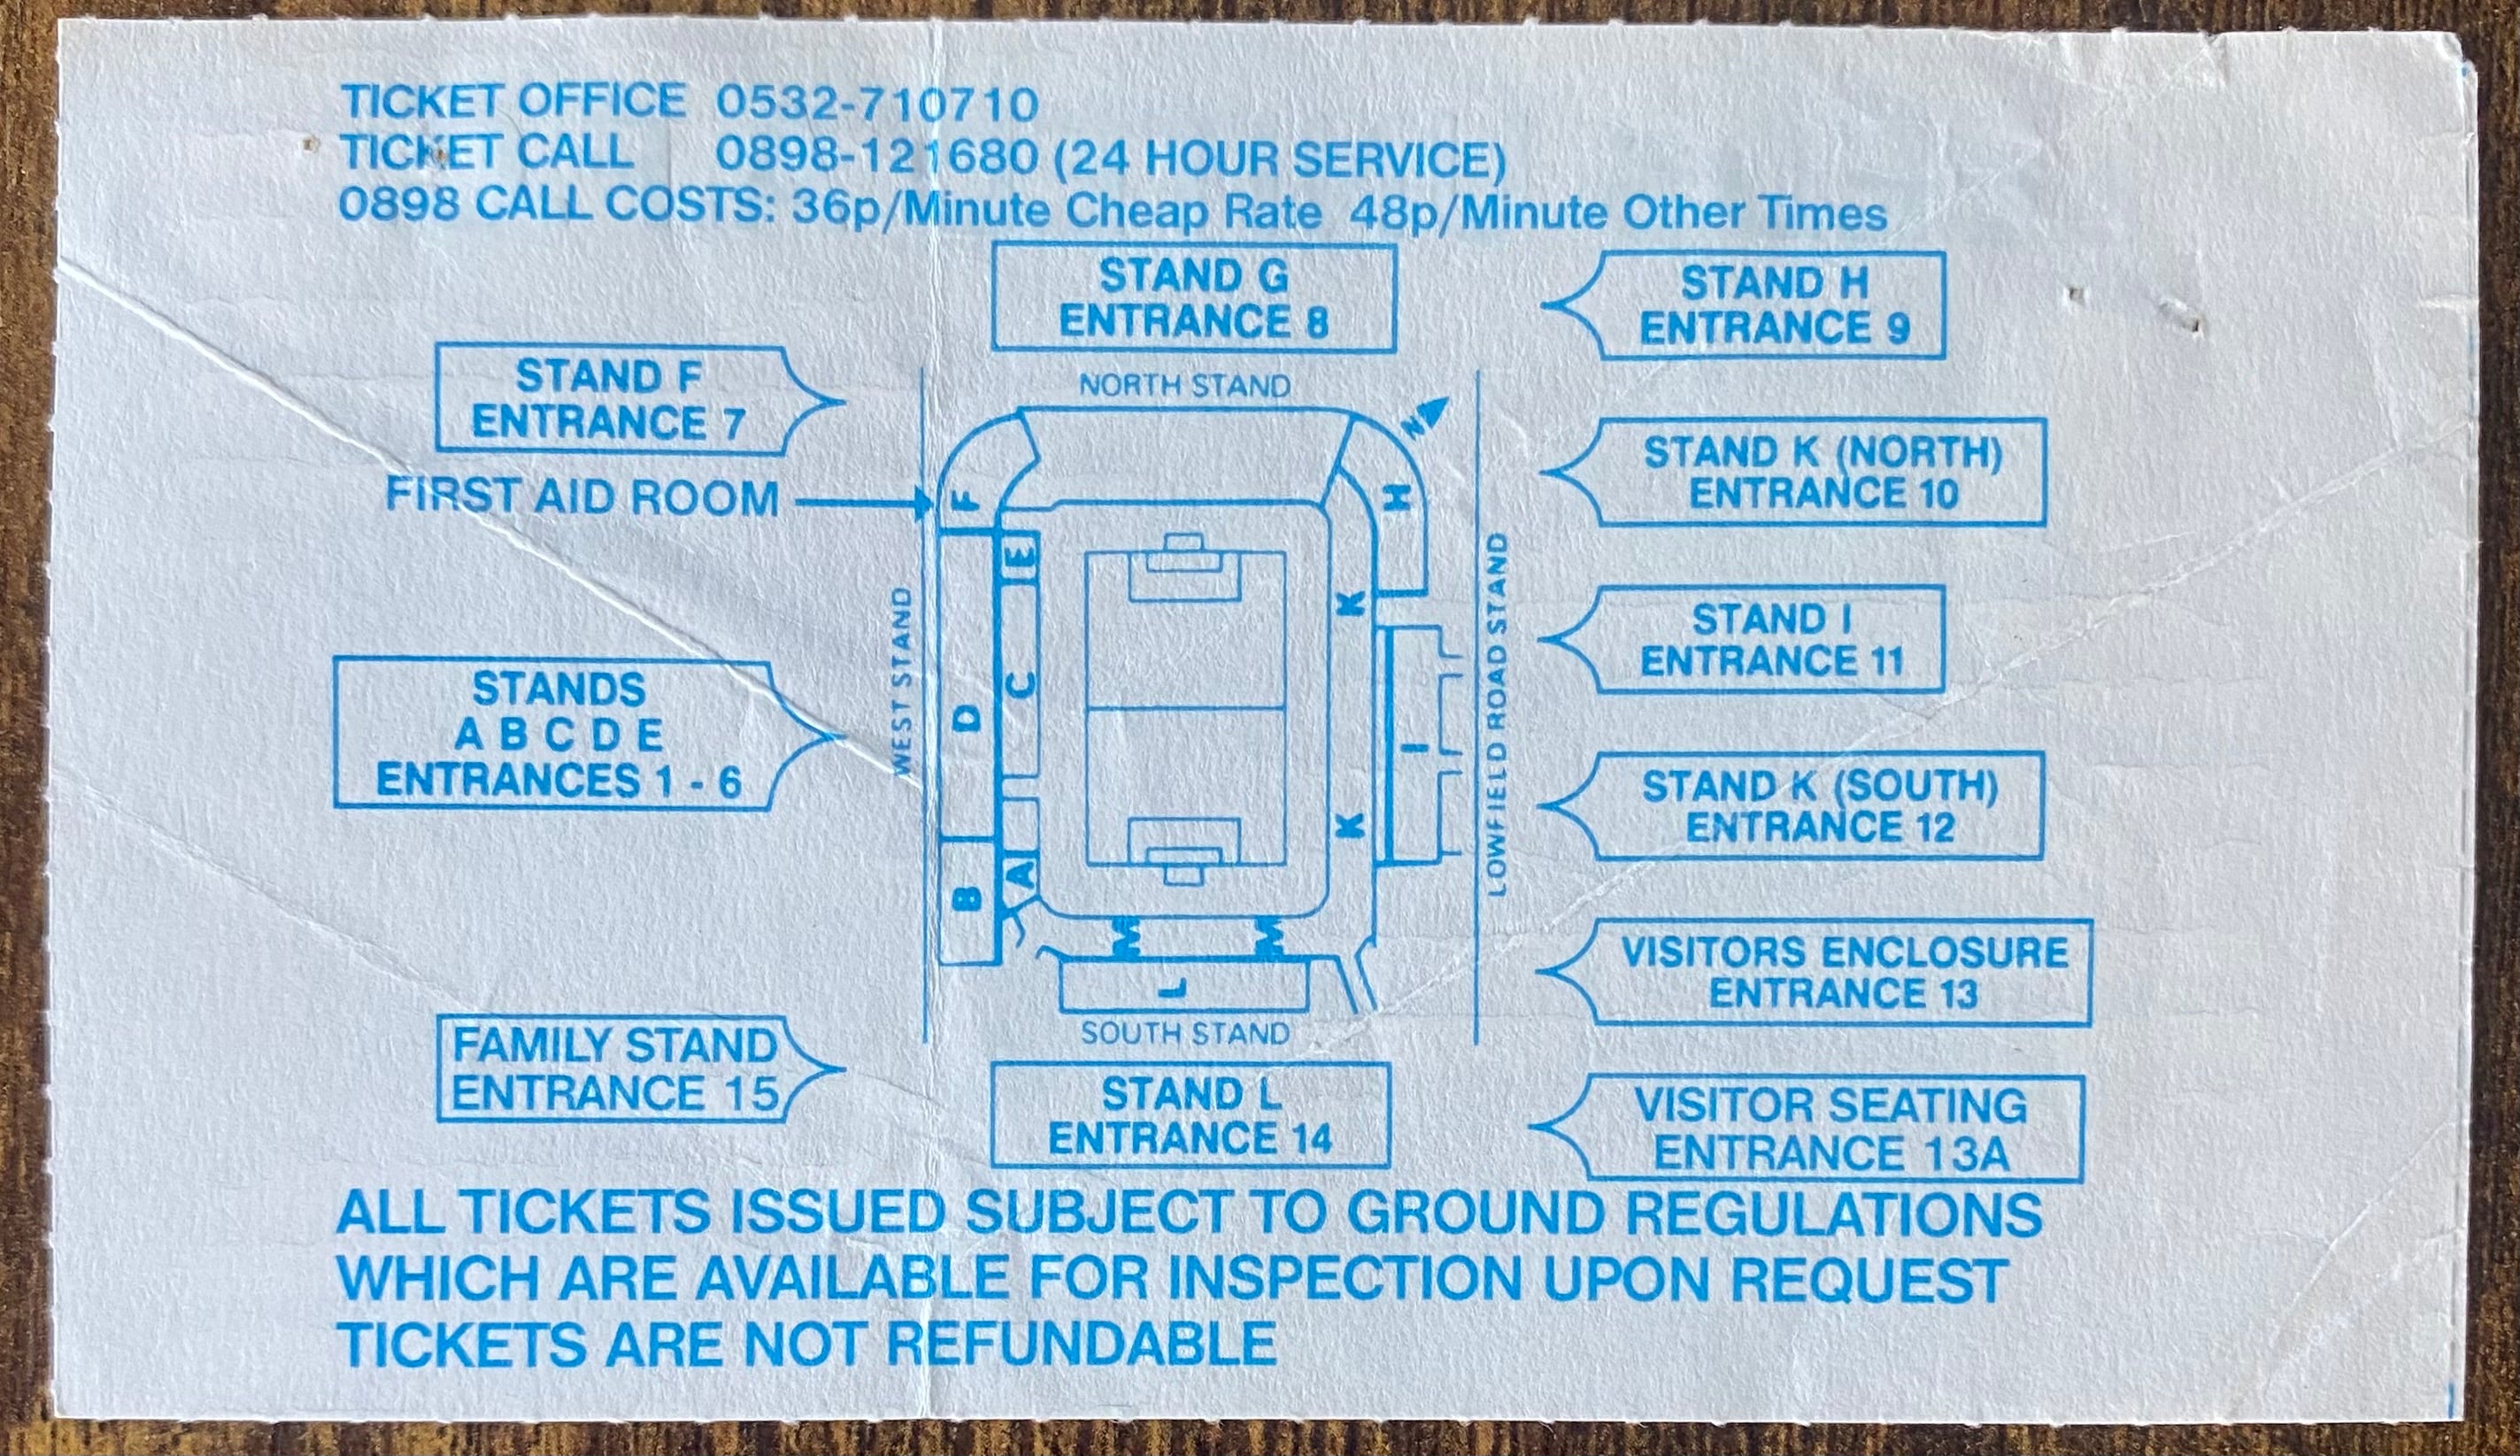 TICKET OFFICE 0532-710710
TICKET CALL 0898-121680 (24 HOUR SERVICE)
0898 CALL COSTS: 36p/Minute Cheap Rate 48p/Minute Other Times
STAND G
ENTRANCE 8
STAND H
ENTRANCE 9
STAND F
ENTRANCE 7
NORTH STAND
N
STAND K (NORTH)
ENTRANCE 10
FIRST AID ROOM
F
H
E
K
STAND I
ENTRANCE 11
WEST STAND
LOWFIELD ROAD STAND
STANDS
A B C D E
ENTRANCES 1 - 6
C
D
I
STAND K (SOUTH)
ENTRANCE 12
K
A
B
M
M
L
VISITORS ENCLOSURE
ENTRANCE 13
SOUTH STAND
FAMILY STAND
ENTRANCE 15
STAND L
ENTRANCE 14
VISITOR SEATING
ENTRANCE 13A
ALL TICKETS ISSUED SUBJECT TO GROUND REGULATIONS
WHICH ARE AVAILABLE FOR INSPECTION UPON REQUEST
TICKETS ARE NOT REFUNDABLE